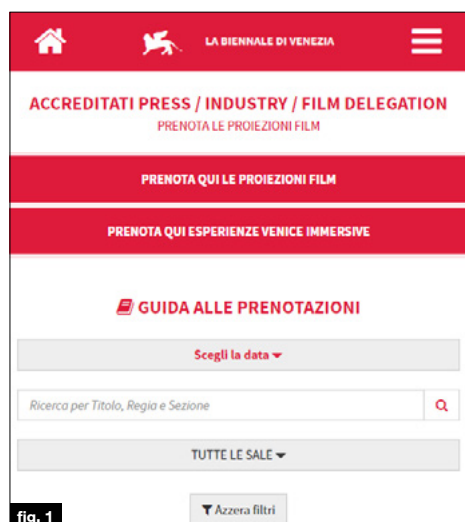 LA BIENNALE DI VENEZIA
ACCREDITATI PRESS / INDUSTRY / FILM DELEGATION
PRENOTA LE PROIEZIONI FILM
PRENOTA QUI LE PROIEZIONI FILM
PRENOTA QUI ESPERIENZE VENICE IMMERSIVE
GUIDA ALLE PRENOTAZIONI
Scegli la data
Ricerca per Titolo, Regia e Sezione
TUTTE LE SALE
Azzera filtri
fig. 1